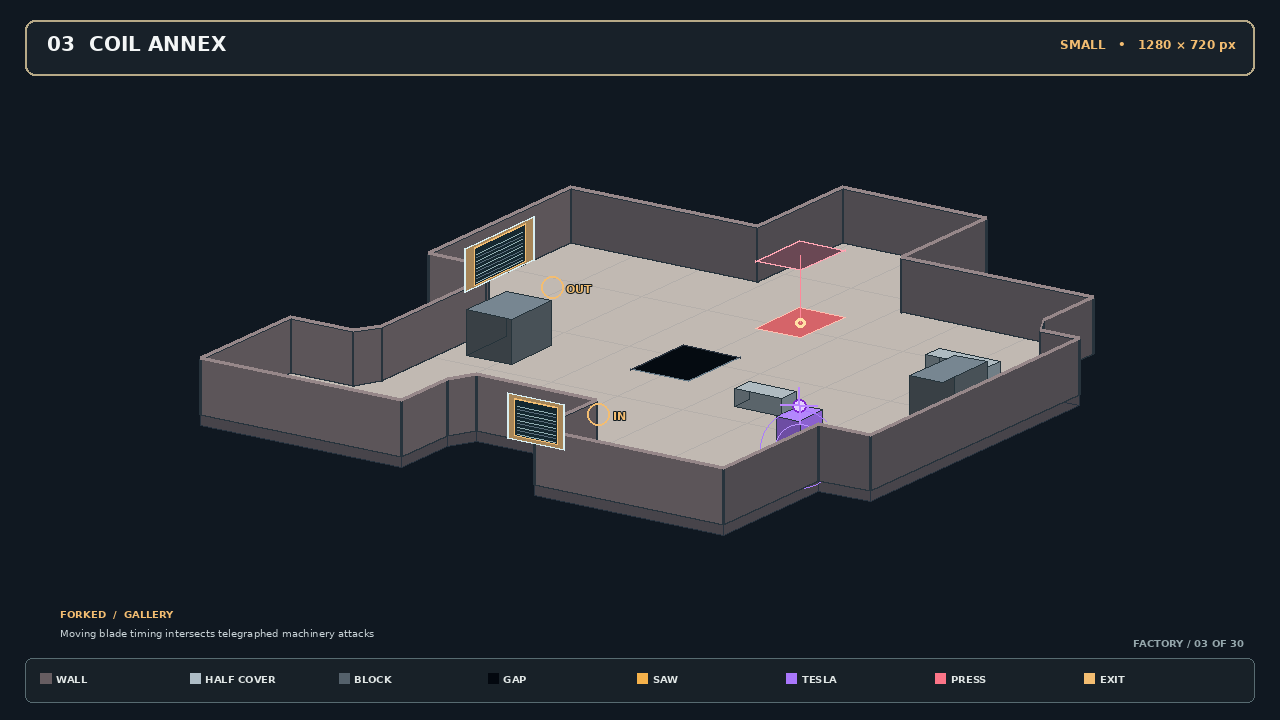 03 COIL ANNEX
SMALL • 1280 × 720 px
OUT
IN
FORKED / GALLERY
Moving blade timing intersects telegraphed machinery attacks
FACTORY / 03 OF 30
WALL
HALF COVER
BLOCK
GAP
SAW
TESLA
PRESS
EXIT